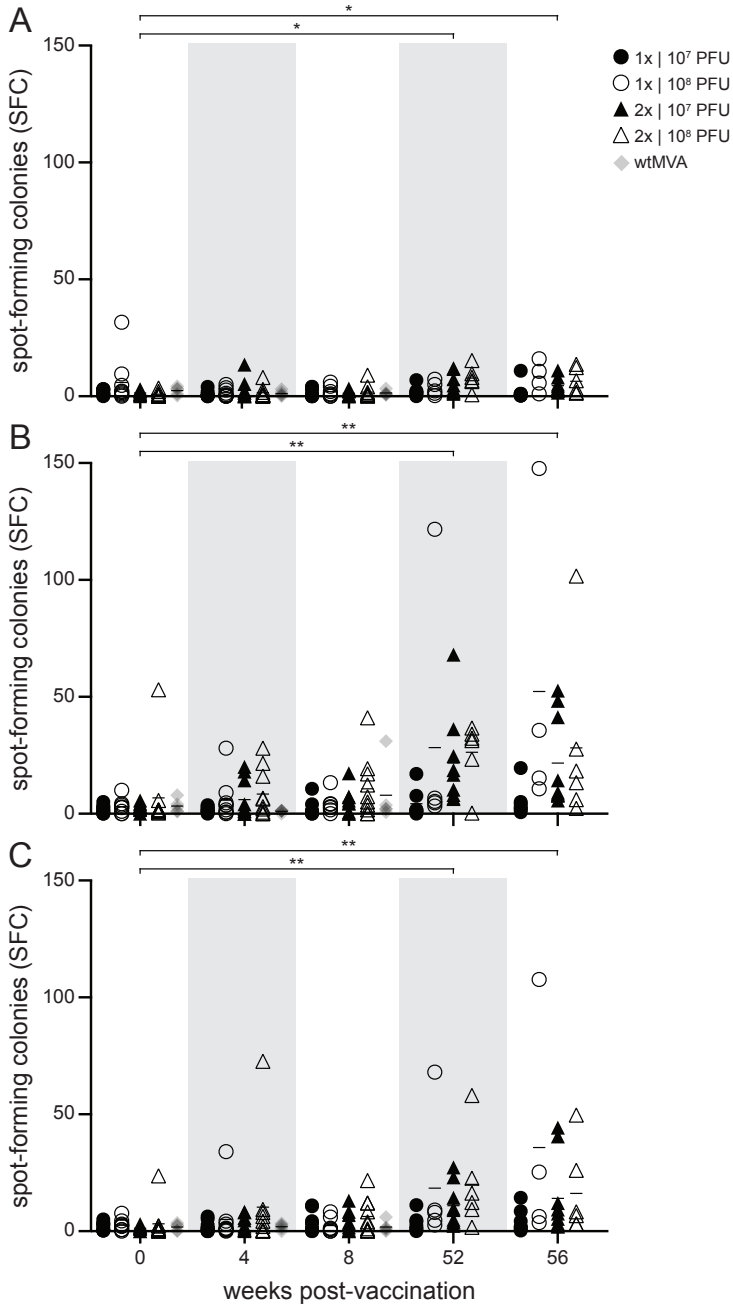 A
*
*
150
100
50
0
spot-forming colonies (SFC)
1x | 10⁷ PFU
1x | 10⁸ PFU
2x | 10⁷ PFU
2x | 10⁸ PFU
wtMVA
B
**
**
150
100
50
0
spot-forming colonies (SFC)
C
**
**
150
100
50
0
spot-forming colonies (SFC)
0 4 8 52 56
weeks post-vaccination